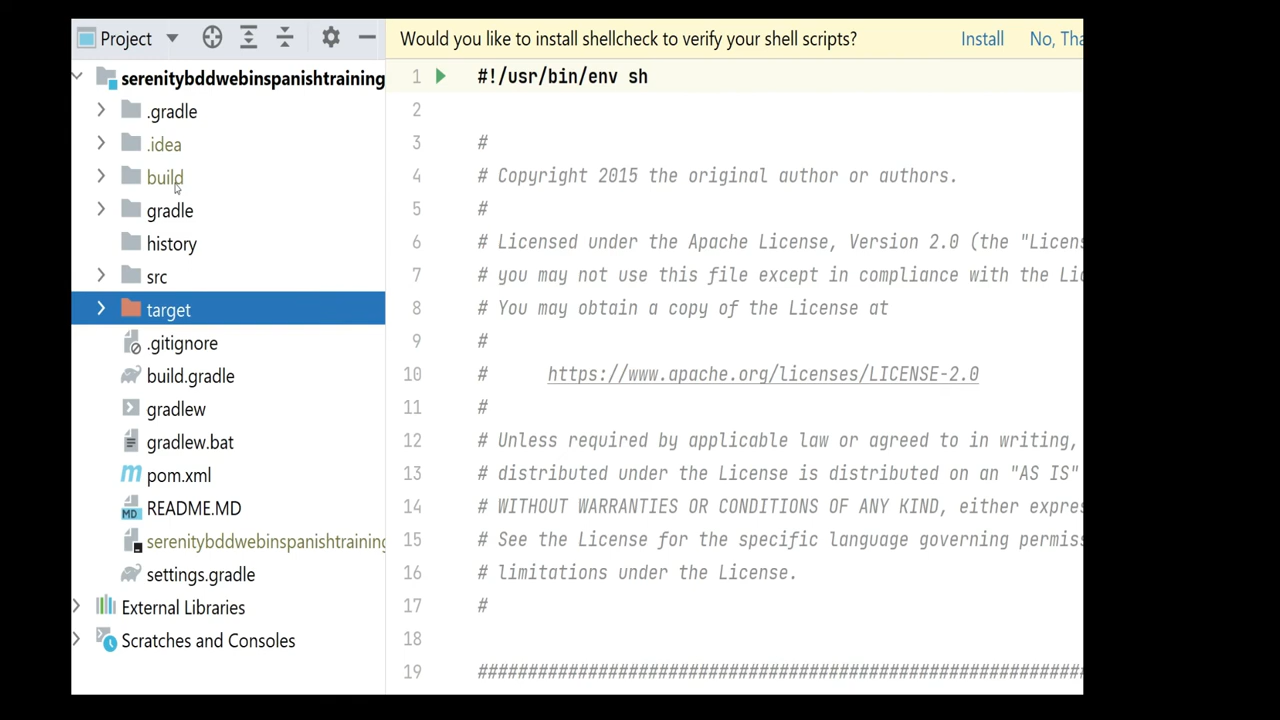 Project
serenitybddwebinspanishtraining
.gradle
.idea
build
gradle
history
src
target
.gitignore
build.gradle
gradlew
gradlew.bat
pom.xml
README.MD
serenitybddwebinspanishtraining
settings.gradle
External Libraries
Scratches and Consoles
Would you like to install shellcheck to verify your shell scripts? Install No, Tha
1 #!/usr/bin/env sh
2
3 #
4 # Copyright 2015 the original author or authors.
5 #
6 # Licensed under the Apache License, Version 2.0 (the "Licens
7 # you may not use this file except in compliance with the Lic
8 # You may obtain a copy of the License at
9 #
10 # https://www.apache.org/licenses/LICENSE-2.0
11 #
12 # Unless required by applicable law or agreed to in writing,
13 # distributed under the License is distributed on an "AS IS"
14 # WITHOUT WARRANTIES OR CONDITIONS OF ANY KIND, either expres
15 # See the License for the specific language governing permiss
16 # limitations under the License.
17 #
18
19 ##############################################################